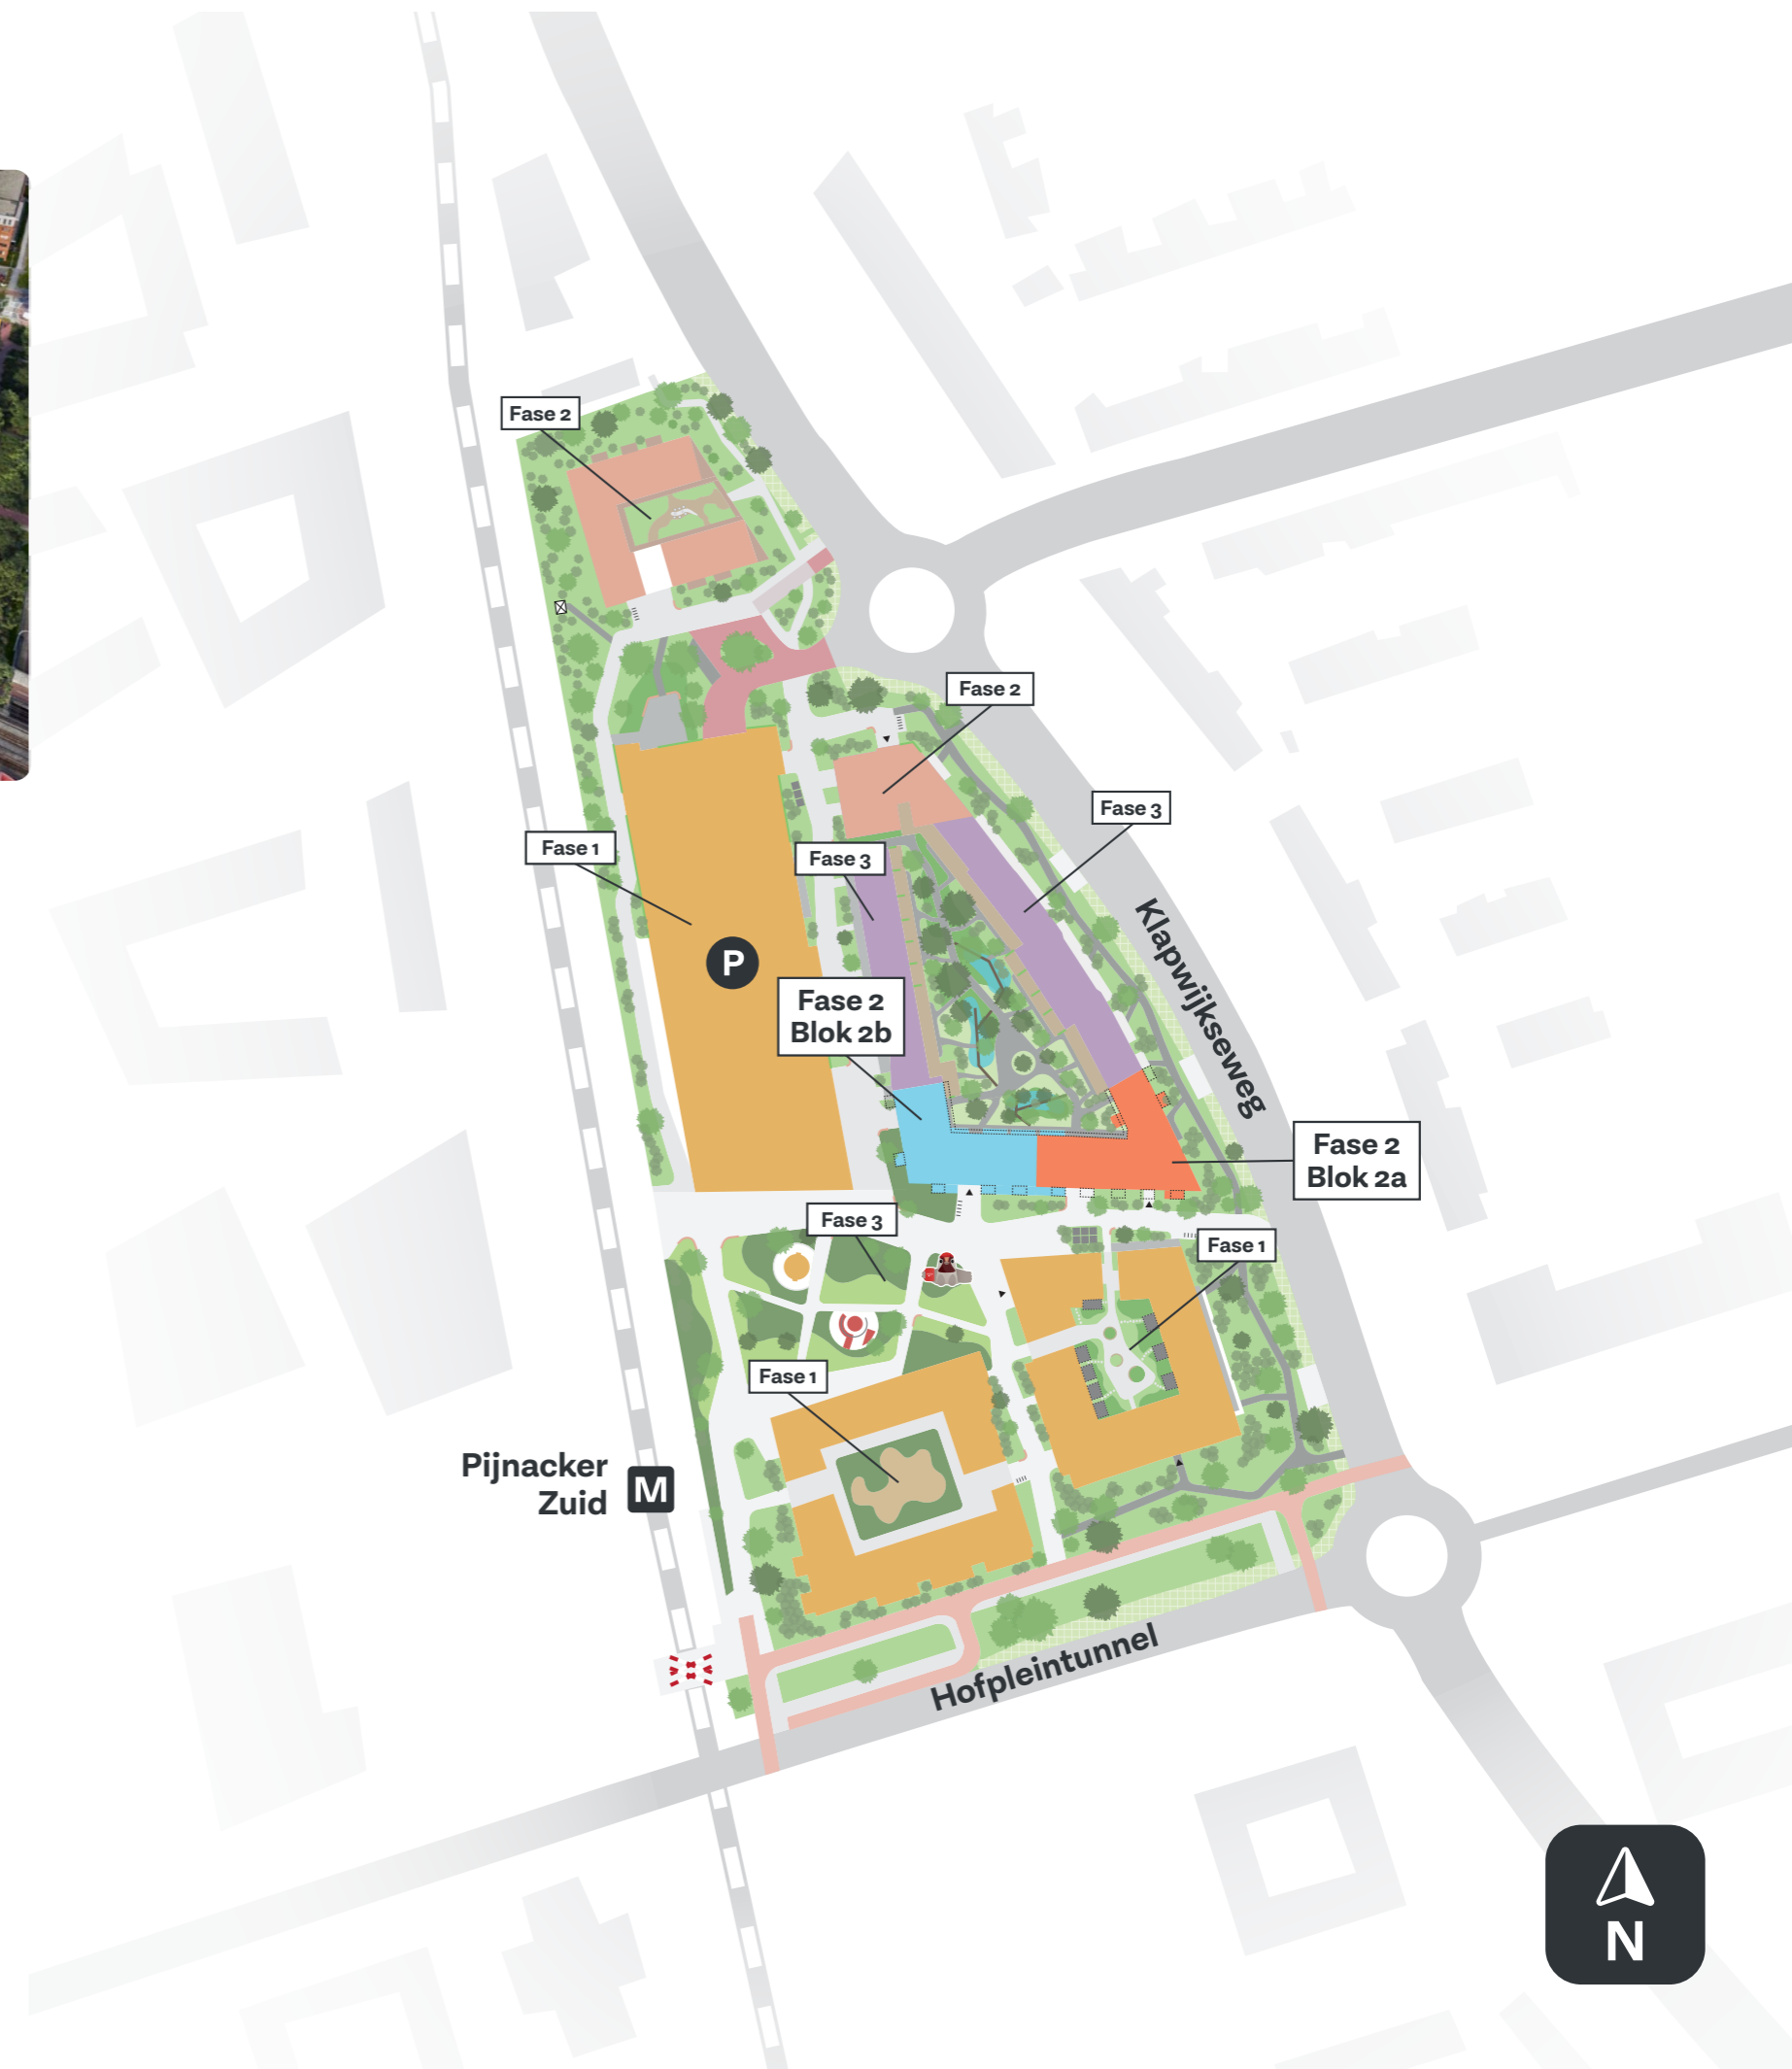 Fase 2
Fase 2
Fase 3
Fase 1
Fase 3
P
Fase 2
Blok 2b
Klapwijkseweg
Fase 2
Blok 2a
Fase 3
Fase 1
Fase 1
Pijnacker
Zuid
M
Hofpleintunnel
N